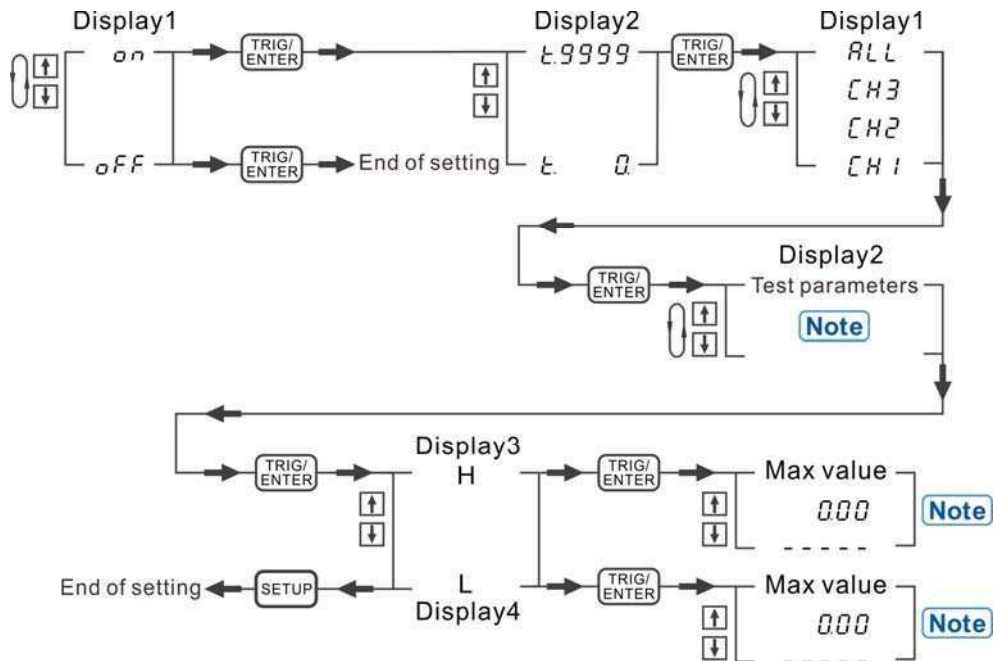 Display1 Display2 Display1
on TRIG/ENTER t.9999 TRIG/ENTER ALL
CH3
CH2
oFF TRIG/ENTER End of setting t. 0. CH1
Display2
TRIG/ENTER Test parameters
Note
Display3
TRIG/ENTER H TRIG/ENTER Max value
0.00 Note
- - - - -
End of setting SETUP L TRIG/ENTER Max value
Display4
0.00 Note
- - - - -